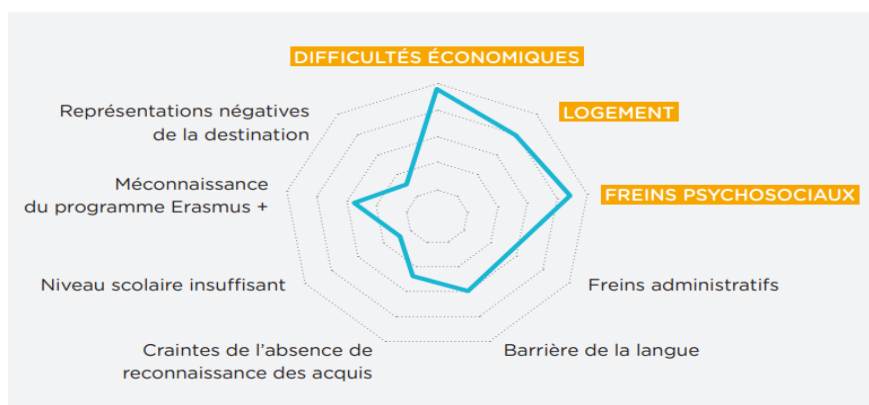 DIFFICULTÉS ÉCONOMIQUES
Représentations négatives
de la destination
LOGEMENT
Méconnaissance
du programme Erasmus +
FREINS PSYCHOSOCIAUX
Niveau scolaire insuffisant
Freins administratifs
Craintes de l'absence de
reconnaissance des acquis
Barrière de la langue